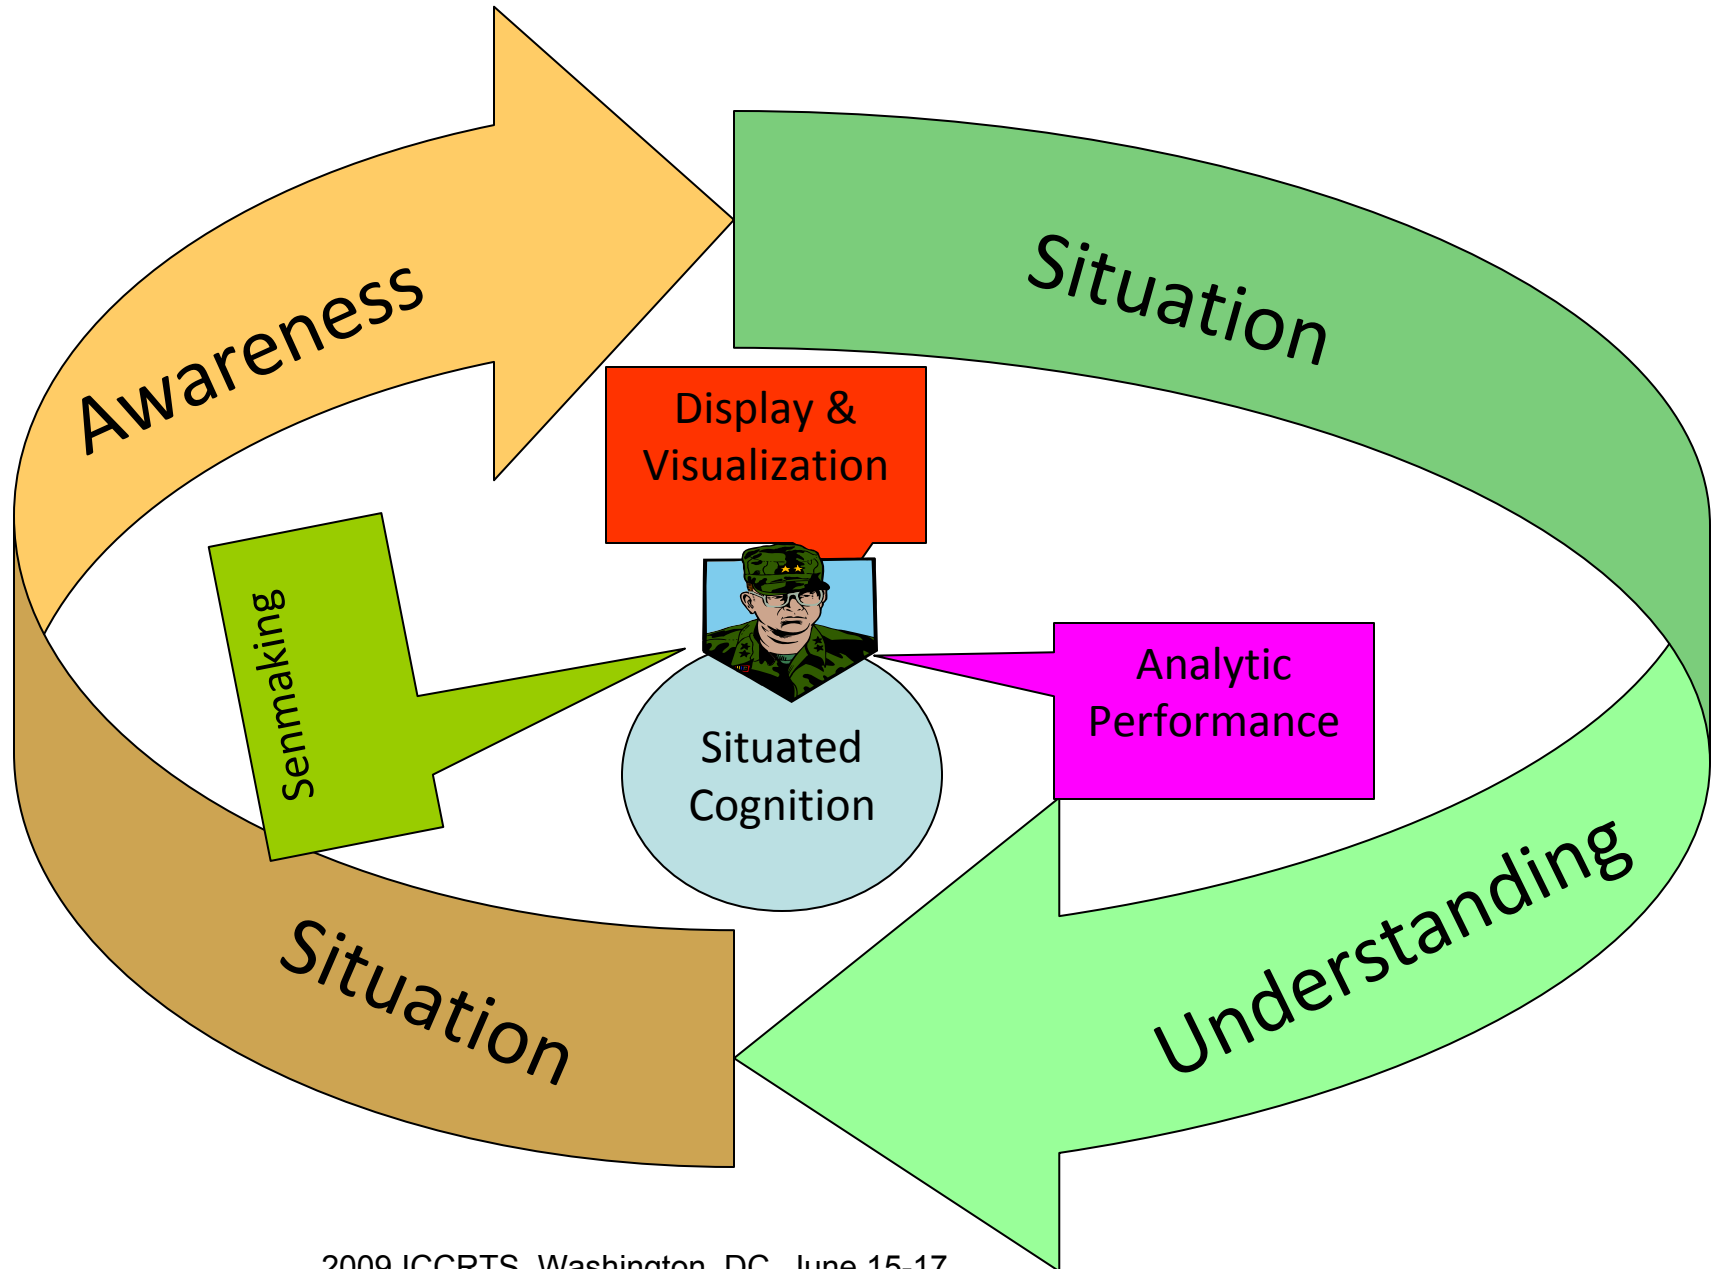 Awareness
Situation
Display &
Visualization
Senmaking
Analytic
Performance
Situated
Cognition
Situation
Understanding
2009 ICCRTS, Washington, DC, June 15-17